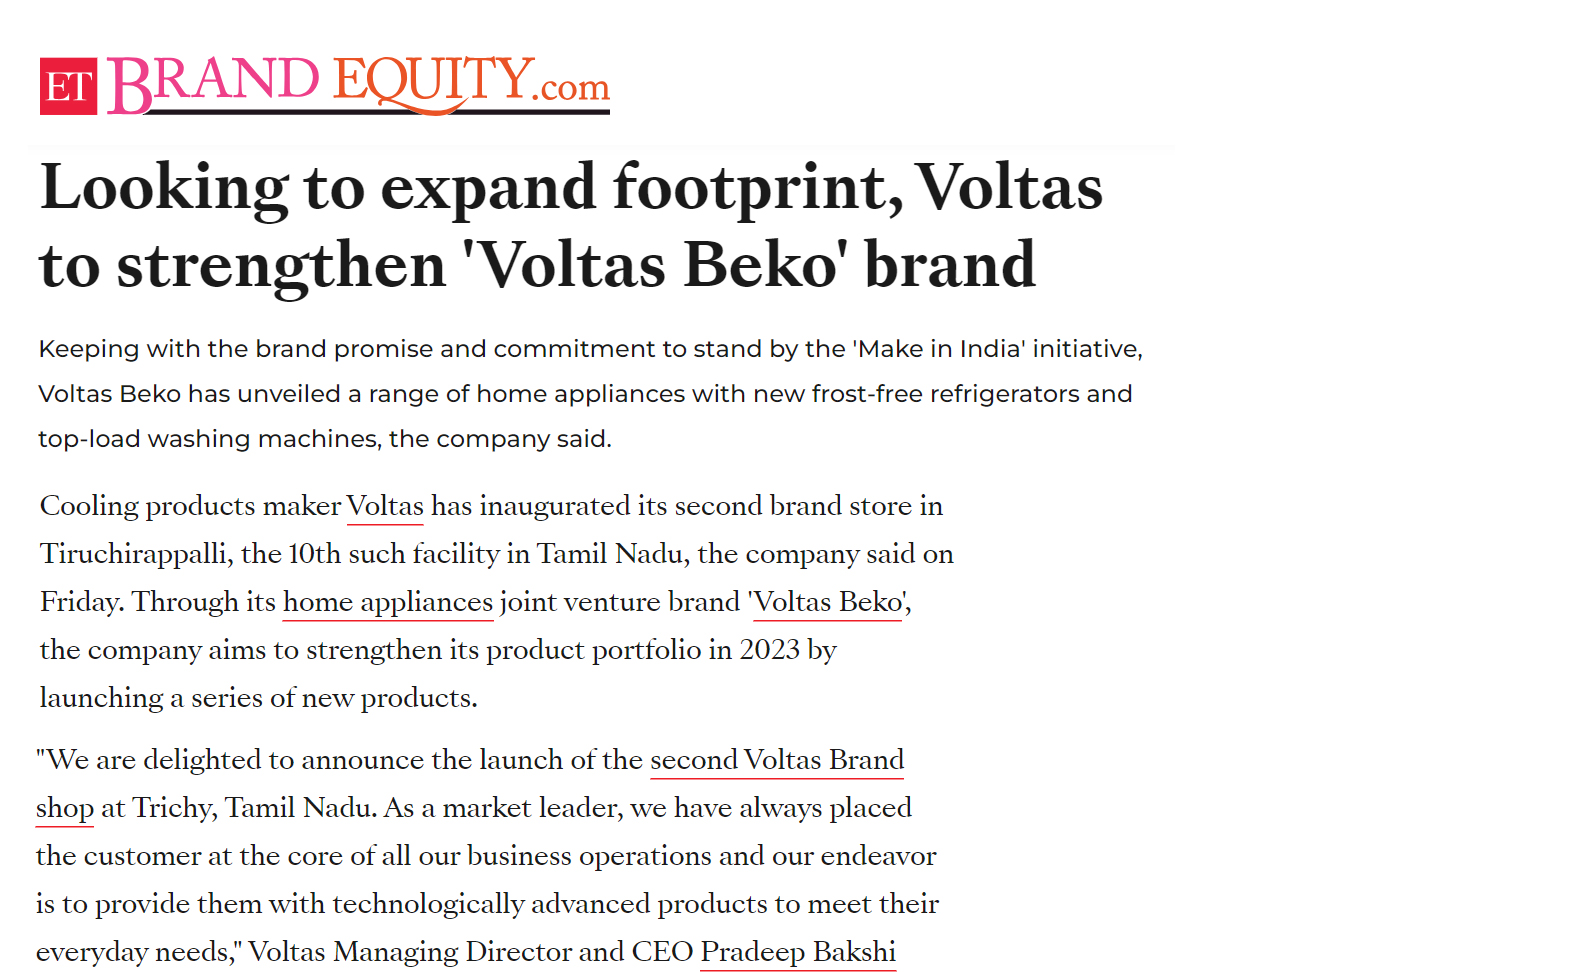 ET BRAND EQUITY.com
Looking to expand footprint, Voltas
to strengthen 'Voltas Beko' brand
Keeping with the brand promise and commitment to stand by the 'Make in India' initiative,
Voltas Beko has unveiled a range of home appliances with new frost-free refrigerators and
top-load washing machines, the company said.
Cooling products maker Voltas has inaugurated its second brand store in
Tiruchirappalli, the 10th such facility in Tamil Nadu, the company said on
Friday. Through its home appliances joint venture brand 'Voltas Beko',
the company aims to strengthen its product portfolio in 2023 by
launching a series of new products.
"We are delighted to announce the launch of the second Voltas Brand
shop at Trichy, Tamil Nadu. As a market leader, we have always placed
the customer at the core of all our business operations and our endeavor
is to provide them with technologically advanced products to meet their
everyday needs," Voltas Managing Director and CEO Pradeep Bakshi